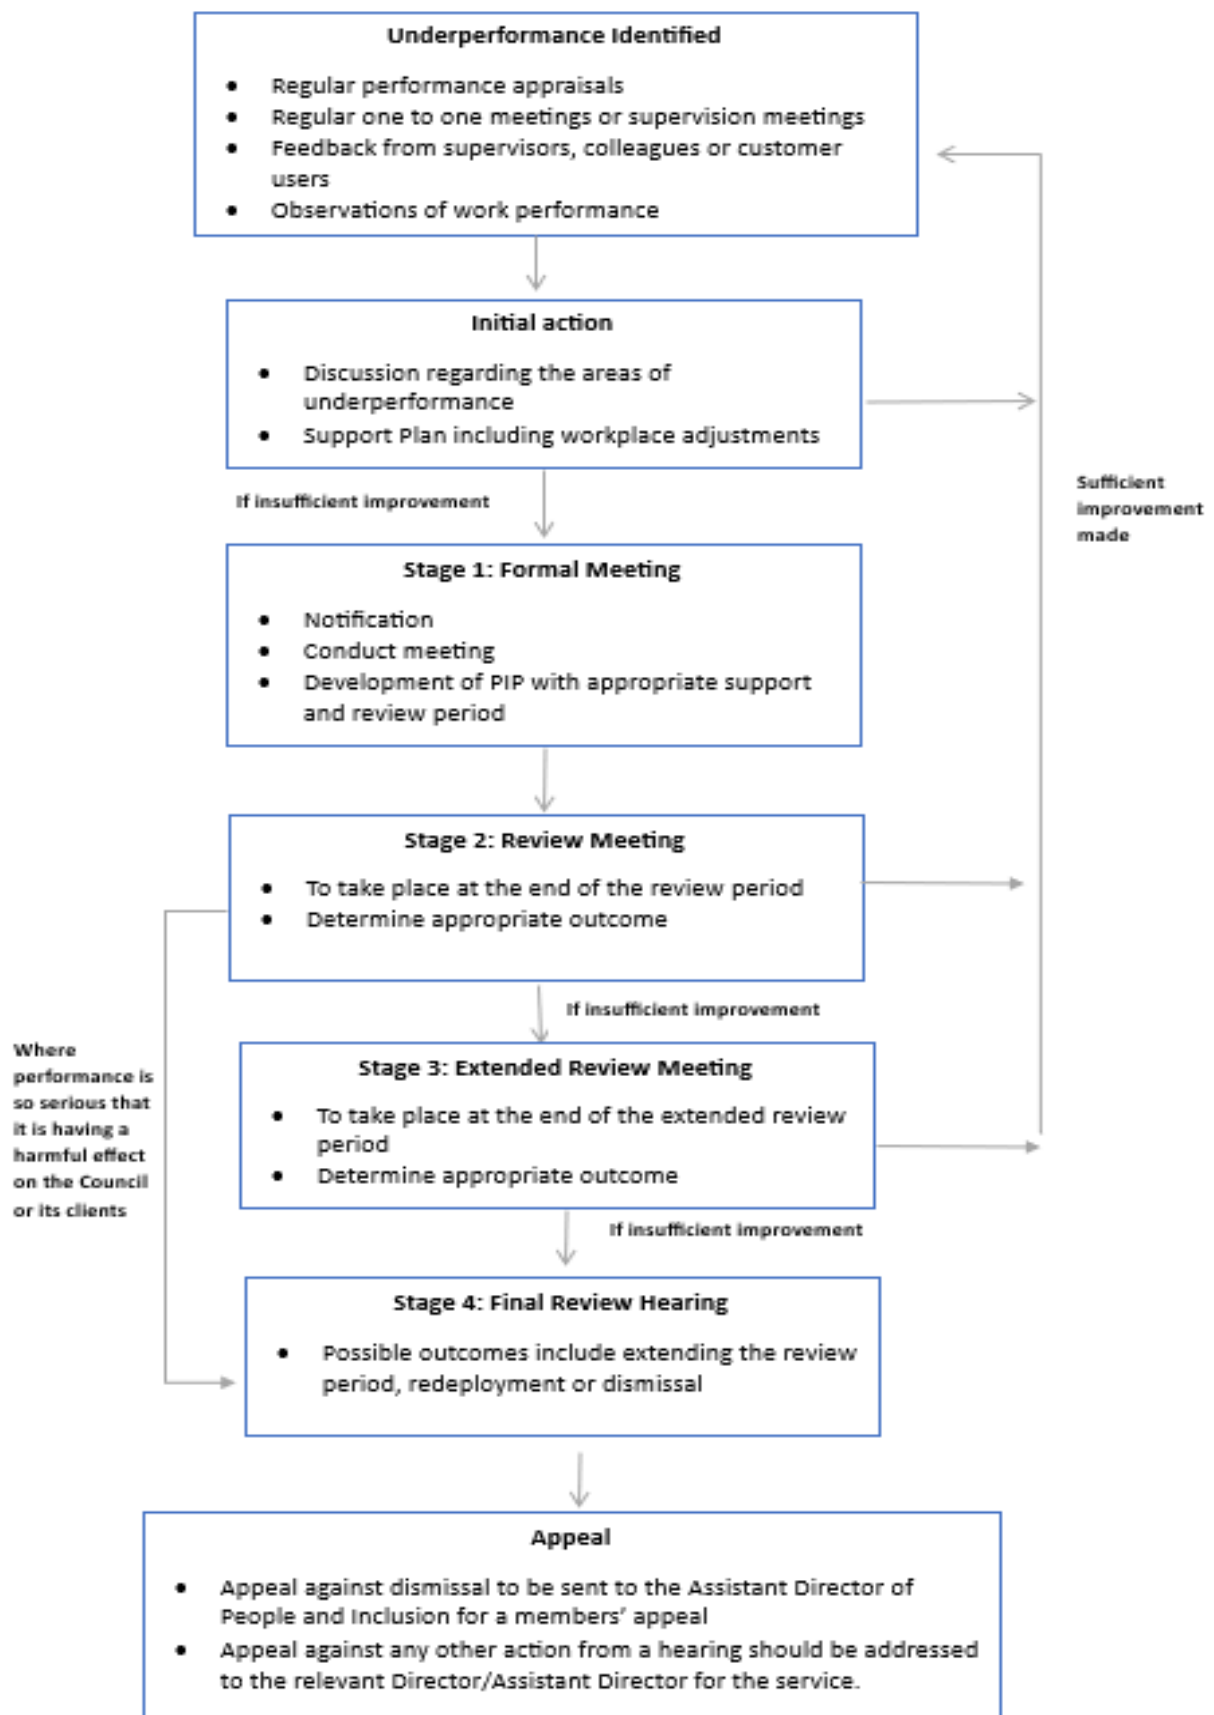 Underperformance Identified
• Regular performance appraisals
• Regular one to one meetings or supervision meetings
• Feedback from supervisors, colleagues or customer
users
• Observations of work performance
Initial action
• Discussion regarding the areas of
underperformance
• Support Plan including workplace adjustments
If insufficient improvement
Sufficient
improvement
made
Stage 1: Formal Meeting
• Notification
• Conduct meeting
• Development of PIP with appropriate support
and review period
Stage 2: Review Meeting
• To take place at the end of the review period
• Determine appropriate outcome
If insufficient improvement
Where
performance is
so serious that
it is having a
harmful effect
on the Council
or its clients
Stage 3: Extended Review Meeting
• To take place at the end of the extended review
period
• Determine appropriate outcome
If insufficient improvement
Stage 4: Final Review Hearing
• Possible outcomes include extending the review
period, redeployment or dismissal
Appeal
• Appeal against dismissal to be sent to the Assistant Director of
People and Inclusion for a members’ appeal
• Appeal against any other action from a hearing should be addressed
to the relevant Director/Assistant Director for the service.